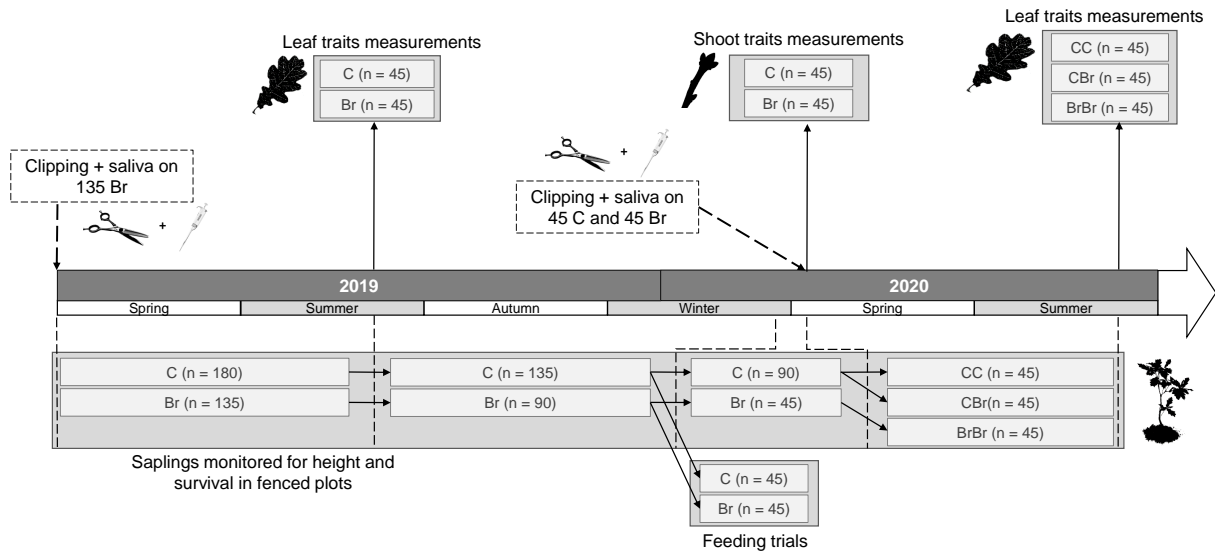 Leaf traits measurements
C (n = 45)
Br (n = 45)
Shoot traits measurements
C (n = 45)
Br (n = 45)
Leaf traits measurements
CC (n = 45)
CBr (n = 45)
BrBr (n = 45)
Clipping + saliva on
135 Br
+
+
Clipping + saliva on
45 C and 45 Br
2019
2020
Spring
Summer
Autumn
Winter
Spring
Summer
C (n = 180)
Br (n = 135)
C (n = 135)
Br (n = 90)
C (n = 90)
Br (n = 45)
CC (n = 45)
CBr(n = 45)
BrBr (n = 45)
Saplings monitored for height and
survival in fenced plots
C (n = 45)
Br (n = 45)
Feeding trials